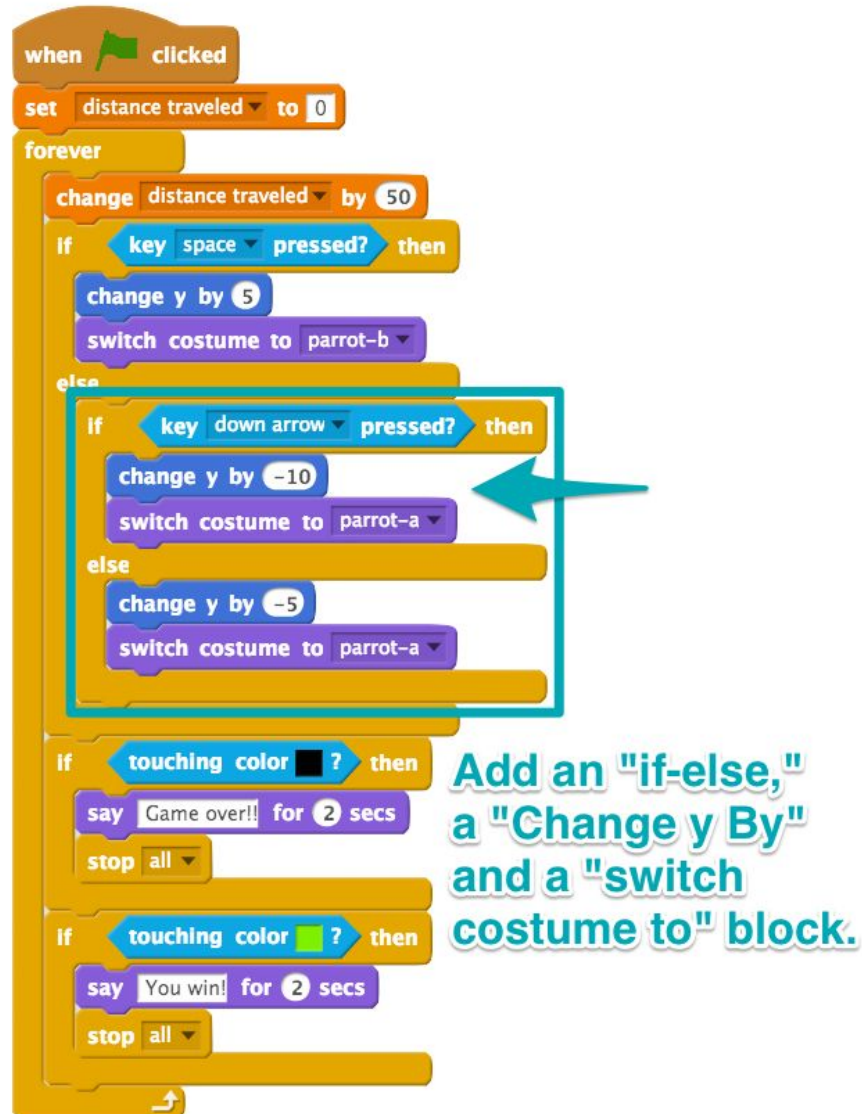 when clicked
set distance traveled to 0
forever
change distance traveled by 50
if key space pressed? then
change y by 5
switch costume to parrot-b
else
if key down arrow pressed? then
change y by -10
switch costume to parrot-a
else
change y by -5
switch costume to parrot-a
if touching color ? then
say Game over!! for 2 secs
stop all
if touching color ? then
say You win! for 2 secs
stop all
Add an "if-else,"
a "Change y By"
and a "switch
costume to" block.